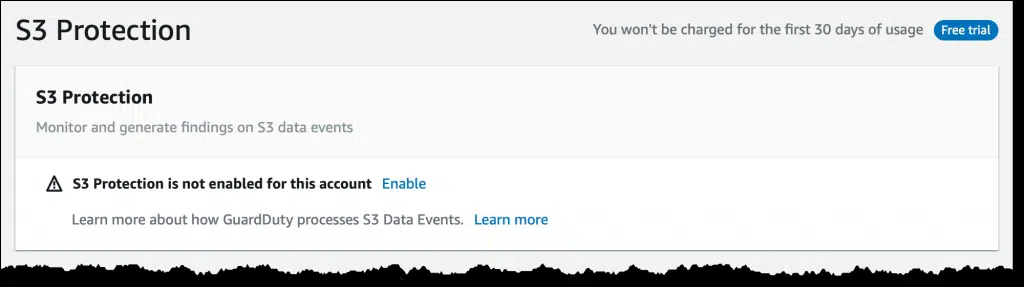 S3 Protection
You won't be charged for the first 30 days of usage Free trial
S3 Protection
Monitor and generate findings on S3 data events
S3 Protection is not enabled for this account Enable
Learn more about how GuardDuty processes S3 Data Events. Learn more